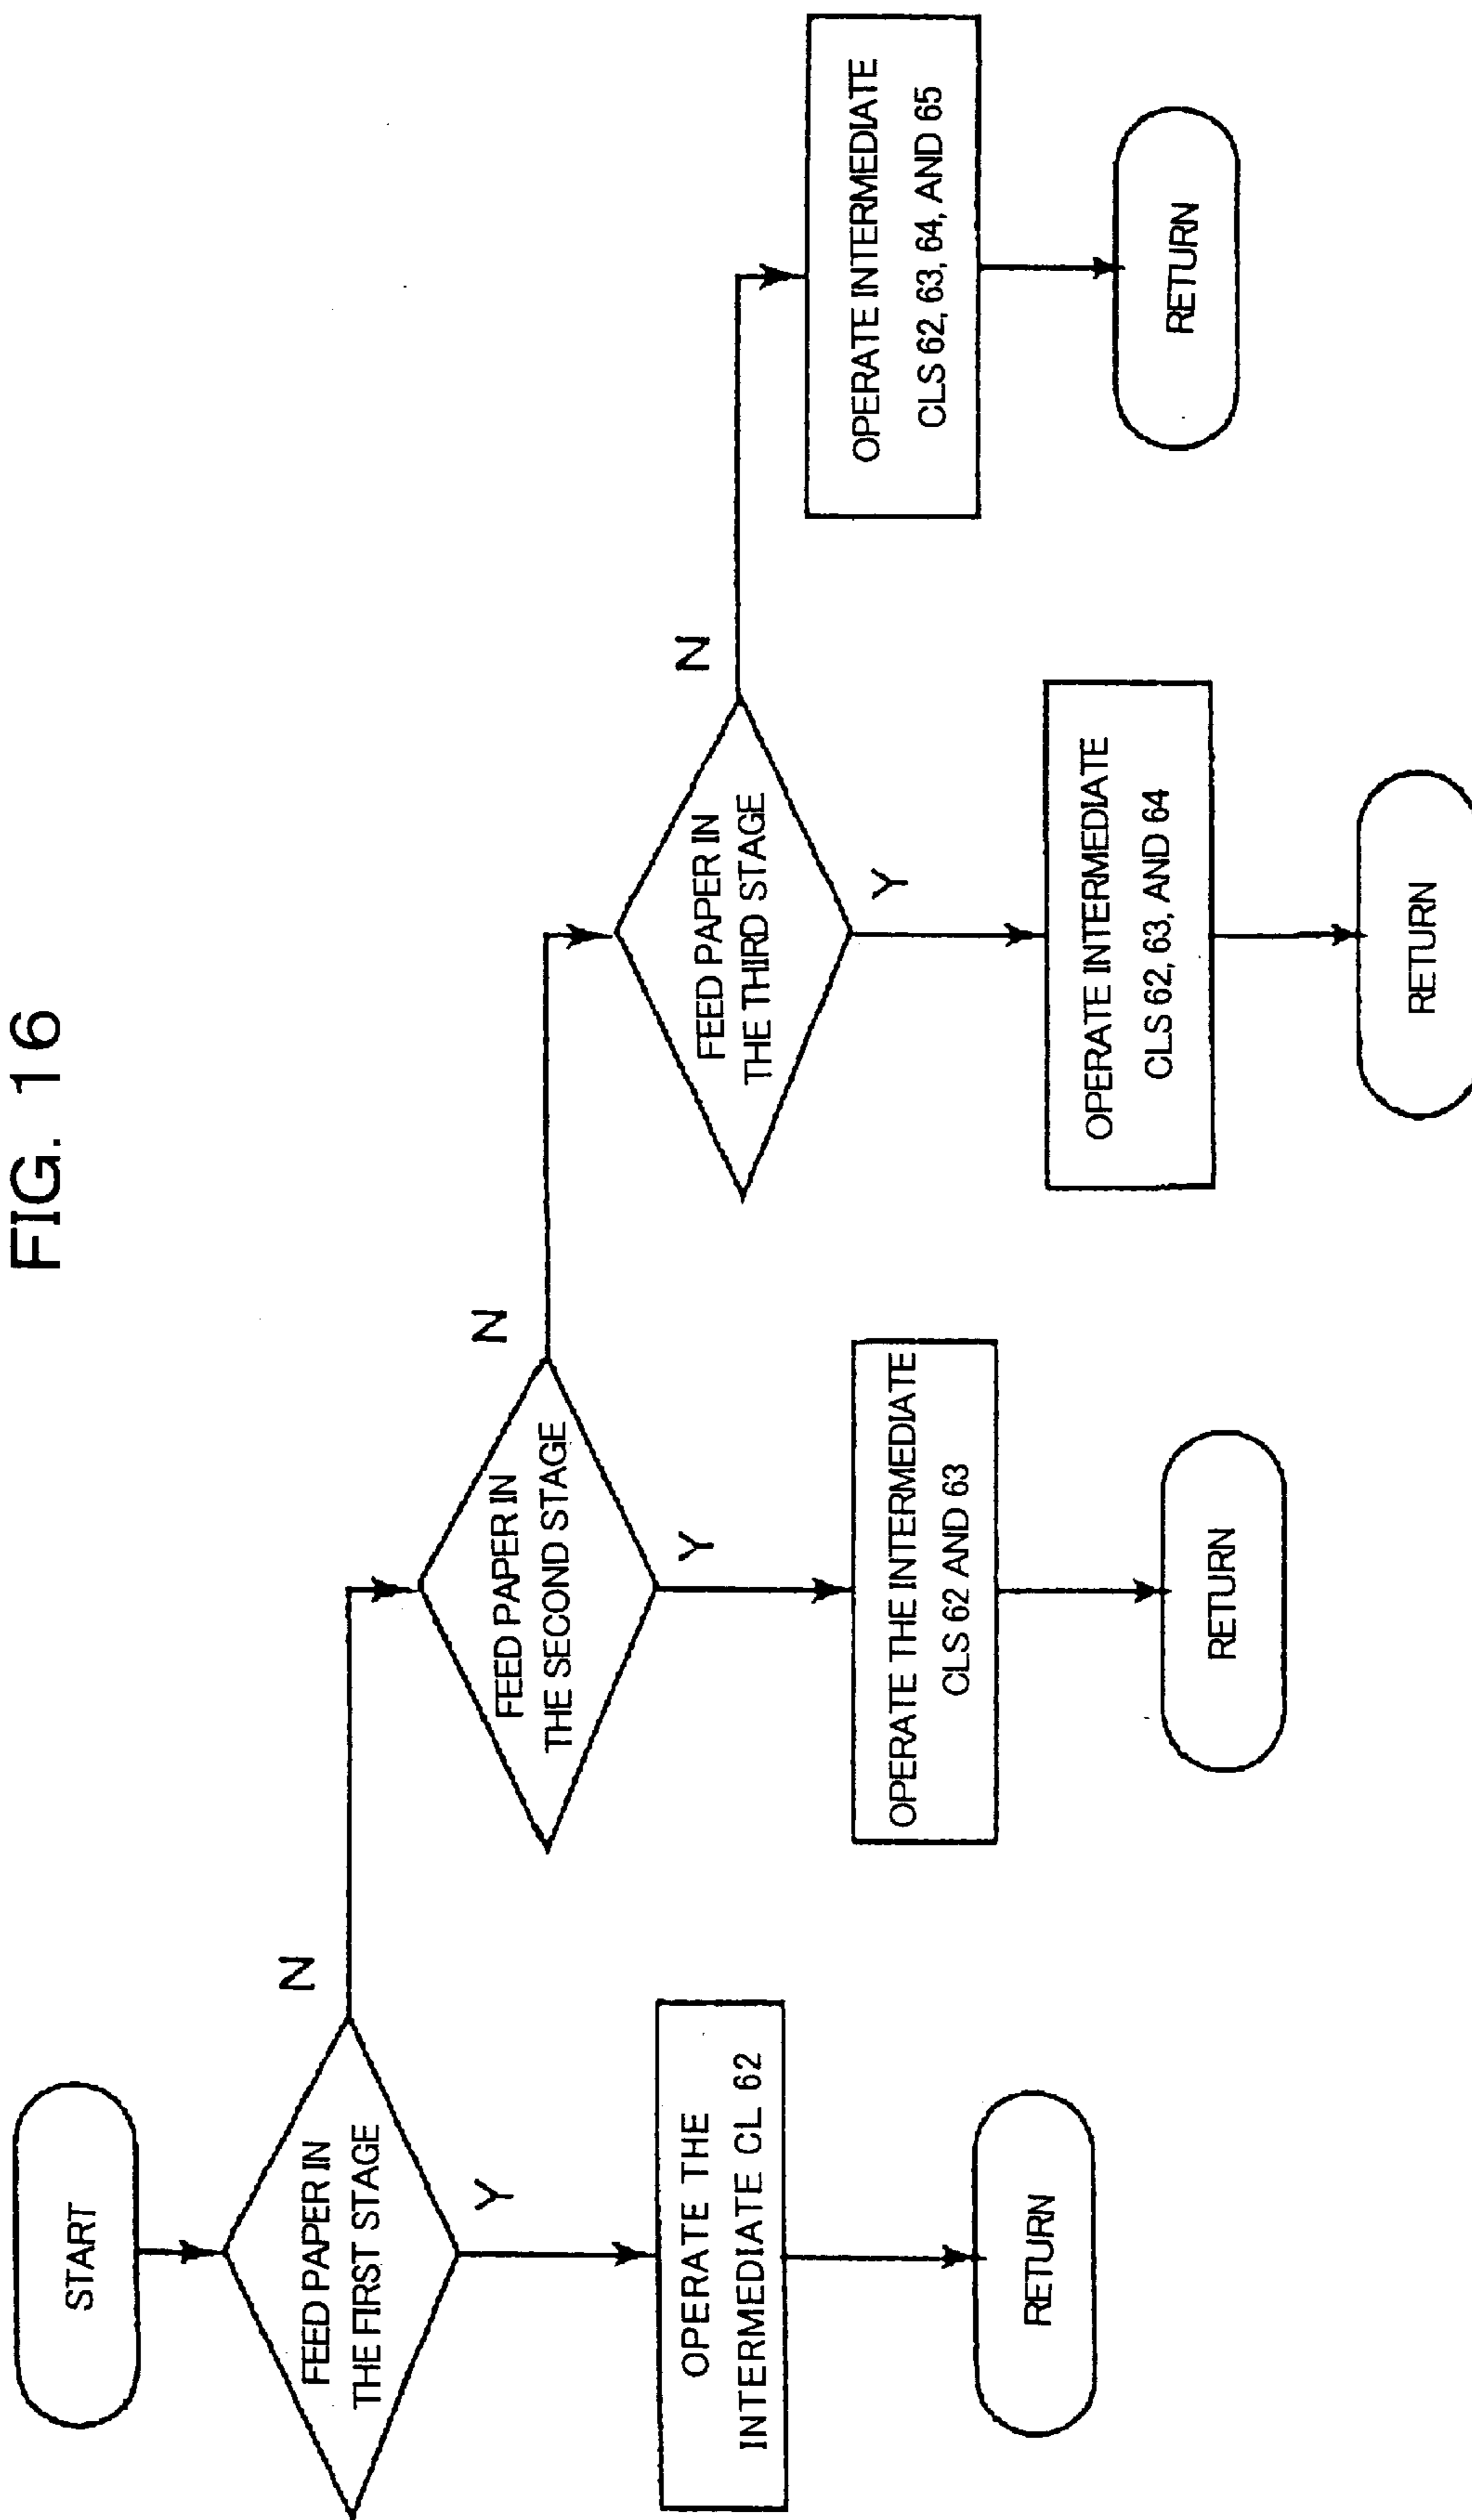 FIG. 16
START
FEED PAPER IN
THE FIRST STAGE
N
Y
OPERATE THE
INTERMEDIATE CL 62
RETURN
FEED PAPER IN
THE SECOND STAGE
N
Y
OPERATE THE INTERMEDIATE
CLS 62 AND 63
RETURN
FEED PAPER IN
THE THIRD STAGE
N
Y
OPERATE INTERMEDIATE
CLS 62, 63, AND 64
RETURN
OPERATE INTERMEDIATE
CLS 62, 63, 64, AND 65
RETURN